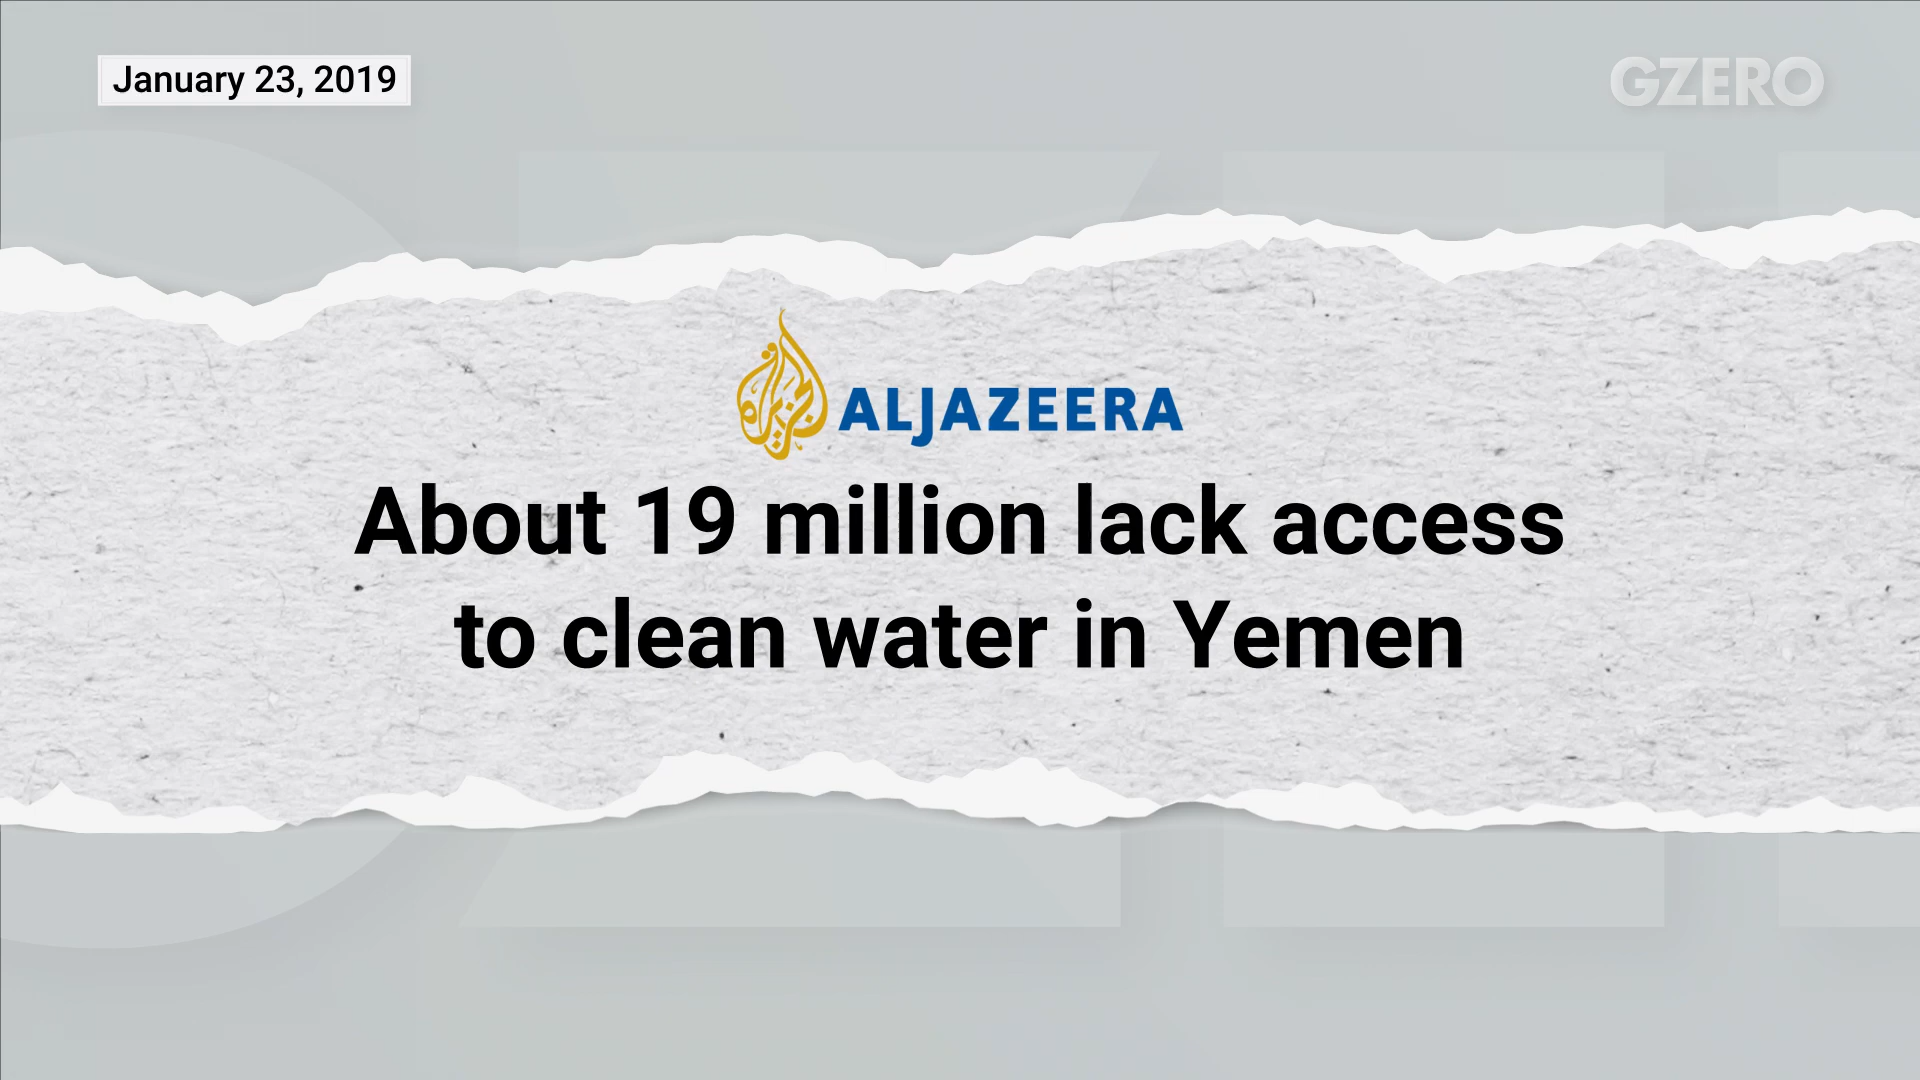 January 23, 2019
GZERO
الجزيرة
ALJAZEERA
About 19 million lack access
to clean water in Yemen